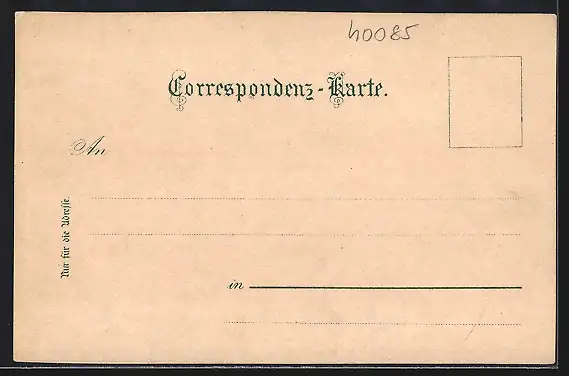 40085
Correspondenz-Karte.
An
Nur für die Adresse.
in